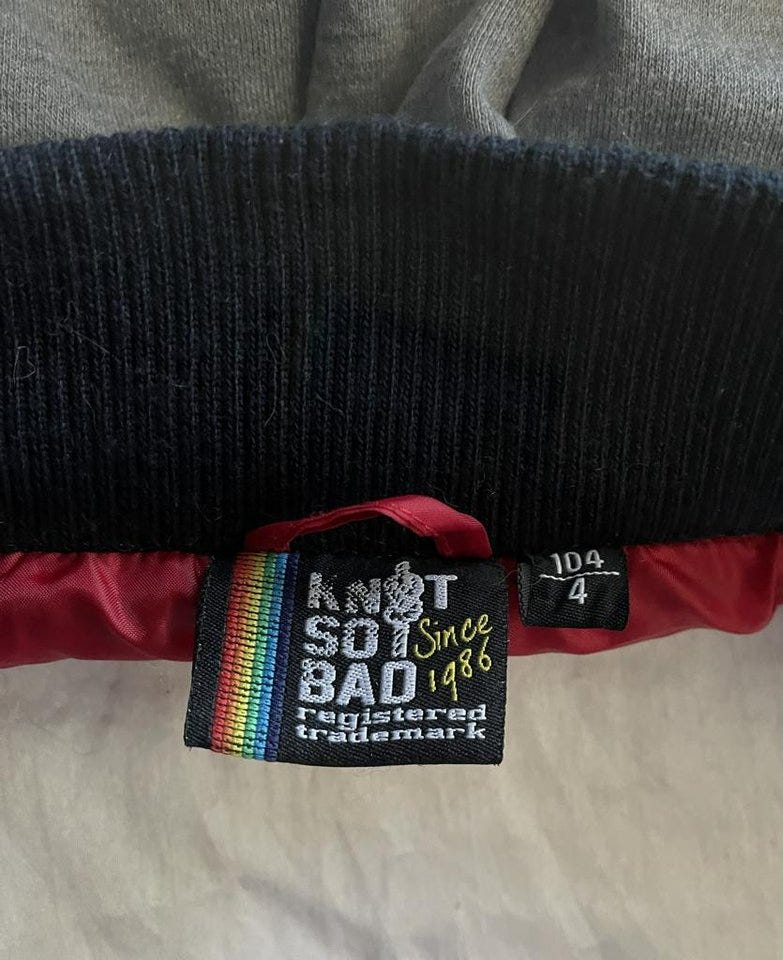 KNOT
SO
BAD
Since
1986
registered
trademark
104
4